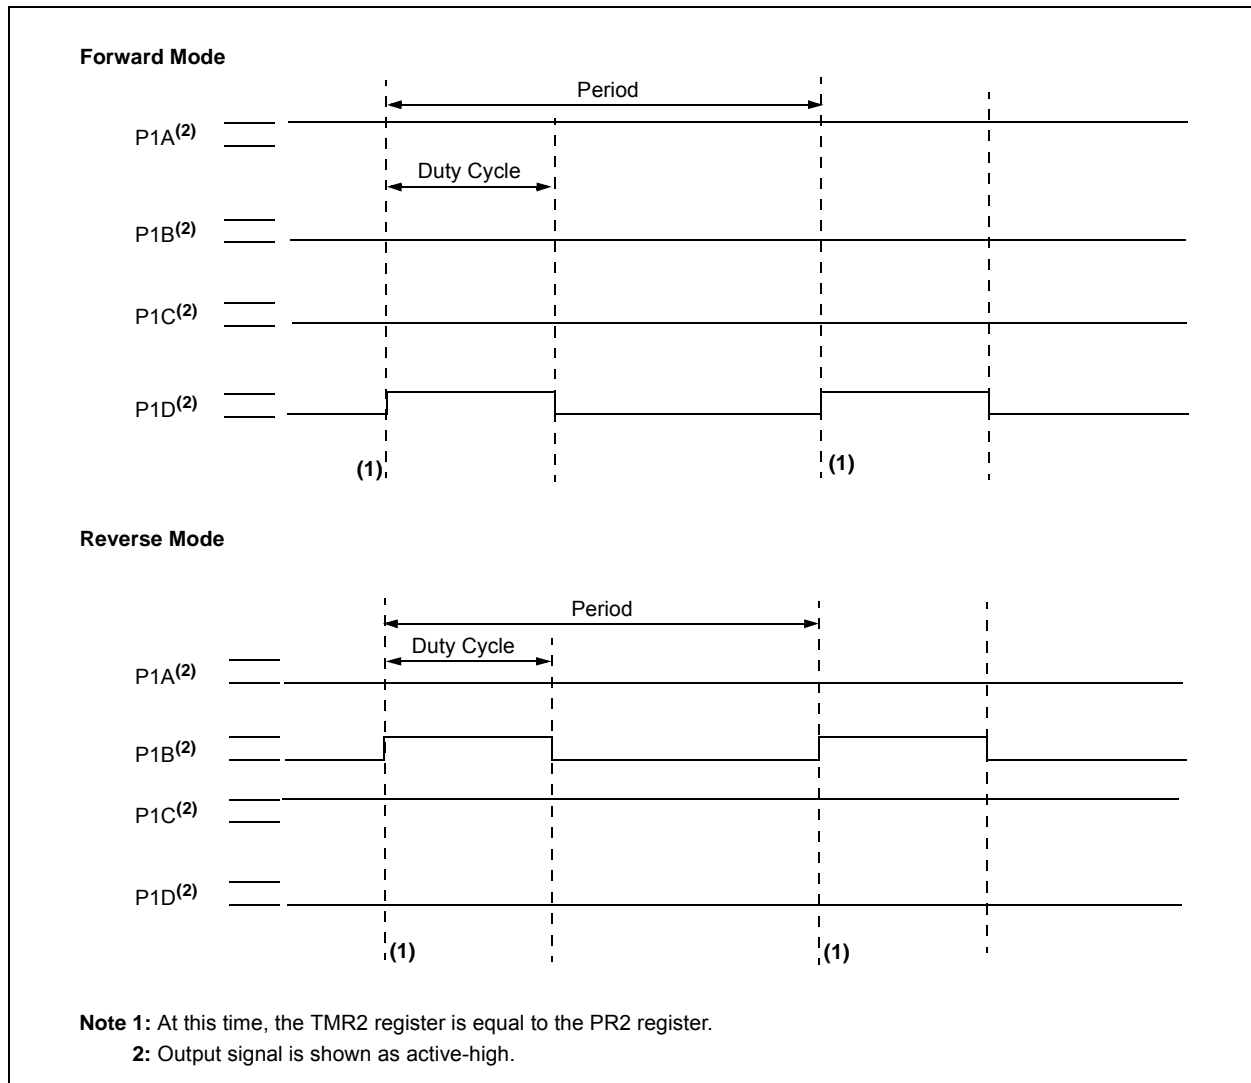 Forward Mode
Period
P1A(2)
Duty Cycle
P1B(2)
P1C(2)
P1D(2)
(1)
(1)
Reverse Mode
Period
Duty Cycle
P1A(2)
P1B(2)
P1C(2)
P1D(2)
(1)
(1)
Note 1: At this time, the TMR2 register is equal to the PR2 register.
2: Output signal is shown as active-high.